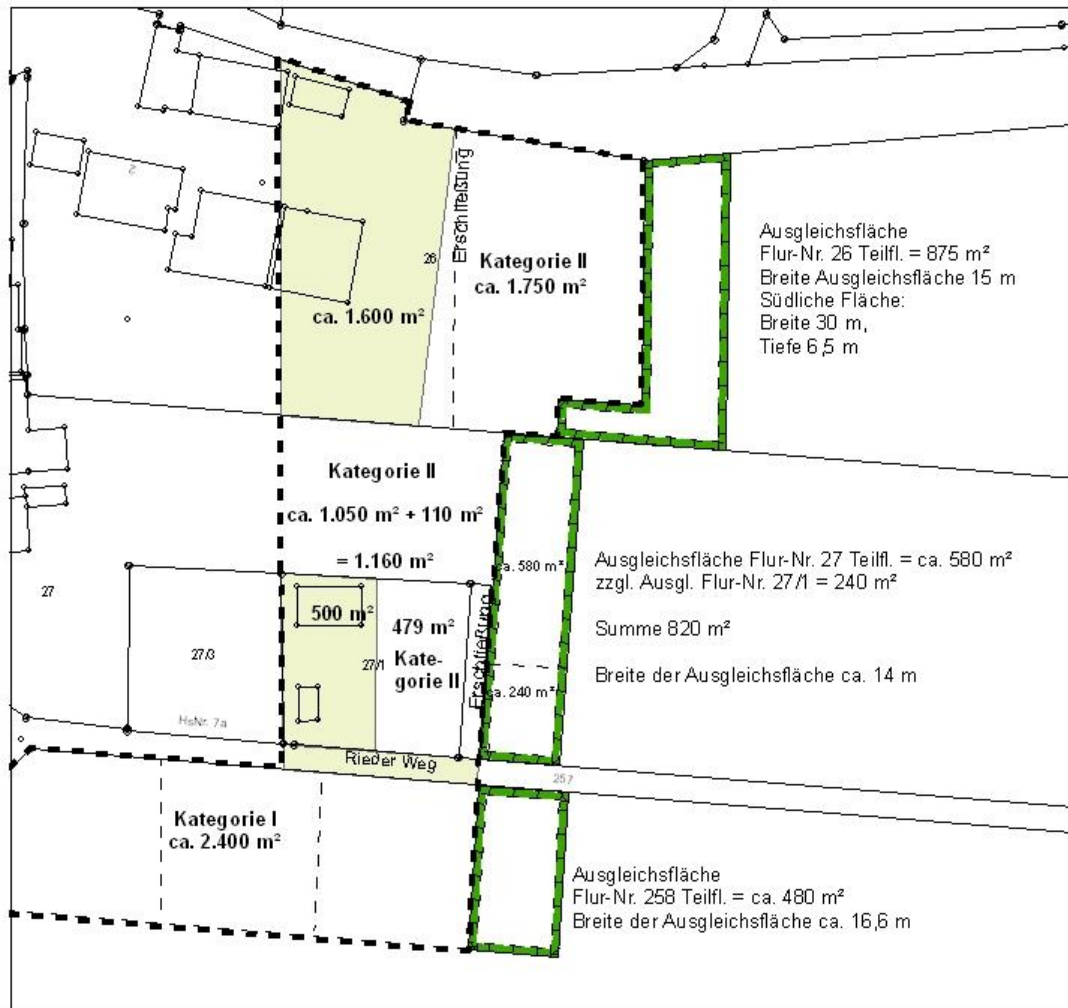 2
Erschließung
26
Kategorie II
ca. 1.750 m²
ca. 1.600 m²
Ausgleichsfläche
Flur-Nr. 26 Teilfl. = 875 m²
Breite Ausgleichsfläche 15 m
Südliche Fläche:
Breite 30 m,
Tiefe 6,5 m
Kategorie II
ca. 1.050 m² + 110 m²
= 1.160 m²
ca. 580 m²
Ausgleichsfläche Flur-Nr. 27 Teilfl. = ca. 580 m²
zzgl. Ausgl. Flur-Nr. 27/1 = 240 m²
Summe 820 m²
Breite der Ausgleichsfläche ca. 14 m
27
500 m²
479 m²
Kate-
gorie II
Erschließung
27/3
27/1
ca. 240 m²
HsNr. 7a
Rieder Weg
257
Kategorie I
ca. 2.400 m²
Ausgleichsfläche
Flur-Nr. 258 Teilfl. = ca. 480 m²
Breite der Ausgleichsfläche ca. 16,6 m